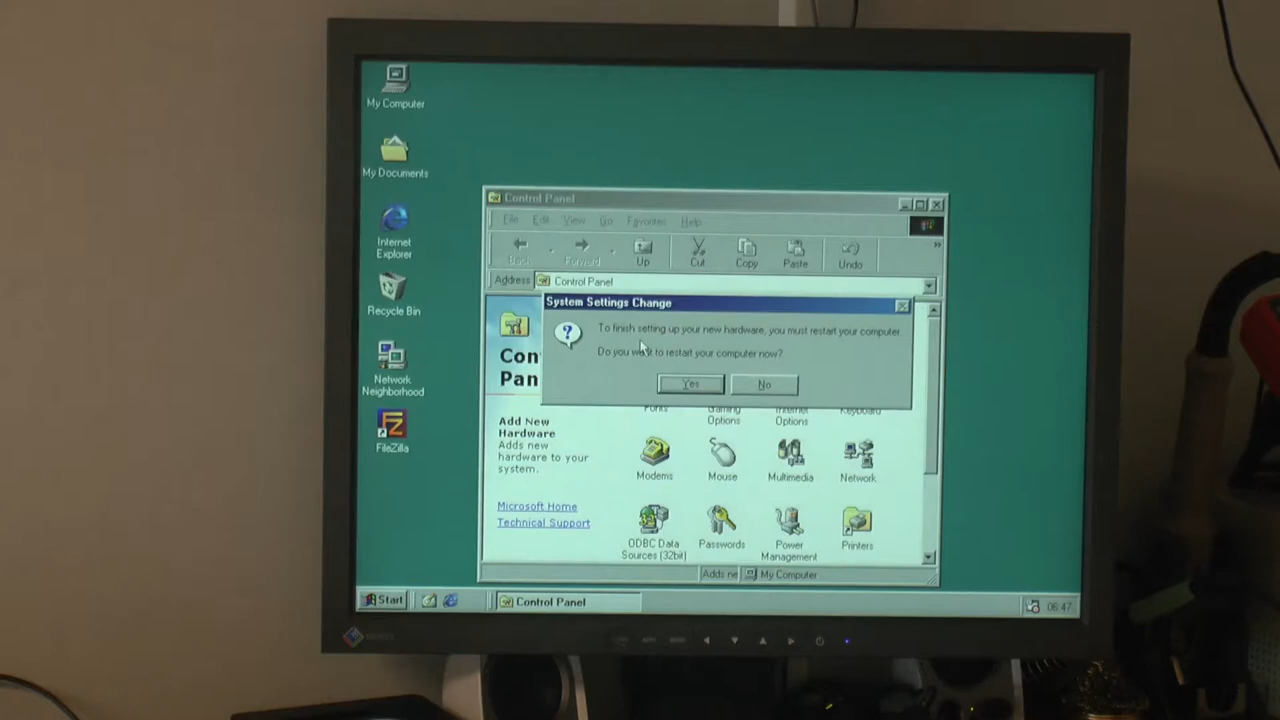 My Computer
My Documents
Internet
Explorer
Recycle Bin
Network
Neighborhood
FileZilla
Control Panel
File Edit View Go Favorites Help
Back Forward Up Cut Copy Paste Undo
»
Address Control Panel
System Settings Change
To finish setting up your new hardware, you must restart your computer.
Do you want to restart your computer now?
Yes No
Con
Pan
Add New
Hardware
Adds new
hardware to your
system.
Microsoft Home
Technical Support
Fonts
Gaming
Options
Internet
Options
Keyboard
Modems
Mouse
Multimedia
Network
ODBC Data
Sources (32bit)
Passwords
Power
Management
Printers
Adds ne My Computer
Start Control Panel 06:47